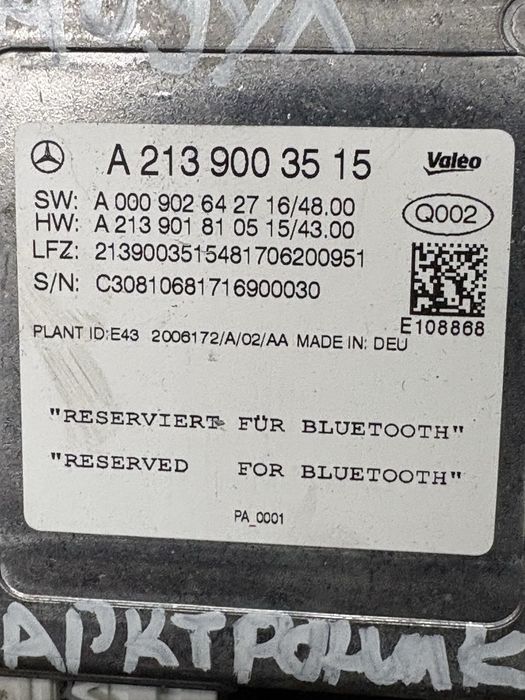 A 213 900 35 15
Valeo
SW: A 000 902 64 27 16/48.00
HW: A 213 901 81 05 15/43.00
Q002
LFZ: 2139003515481706200951
S/N: C30810681716900030
E108868
PLANT ID:E43 2006172/A/02/AA MADE IN: DEU
"RESERVIERT FÜR BLUETOOTH"
"RESERVED FOR BLUETOOTH"
PA_0001
АРКТРОНИК